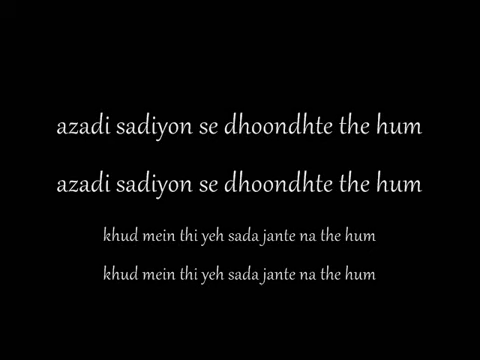 azadi sadiyon se dhoondhte the hum
azadi sadiyon se dhoondhte the hum
khud mein thi yeh sada jante na the hum
khud mein thi yeh sada jante na the hum